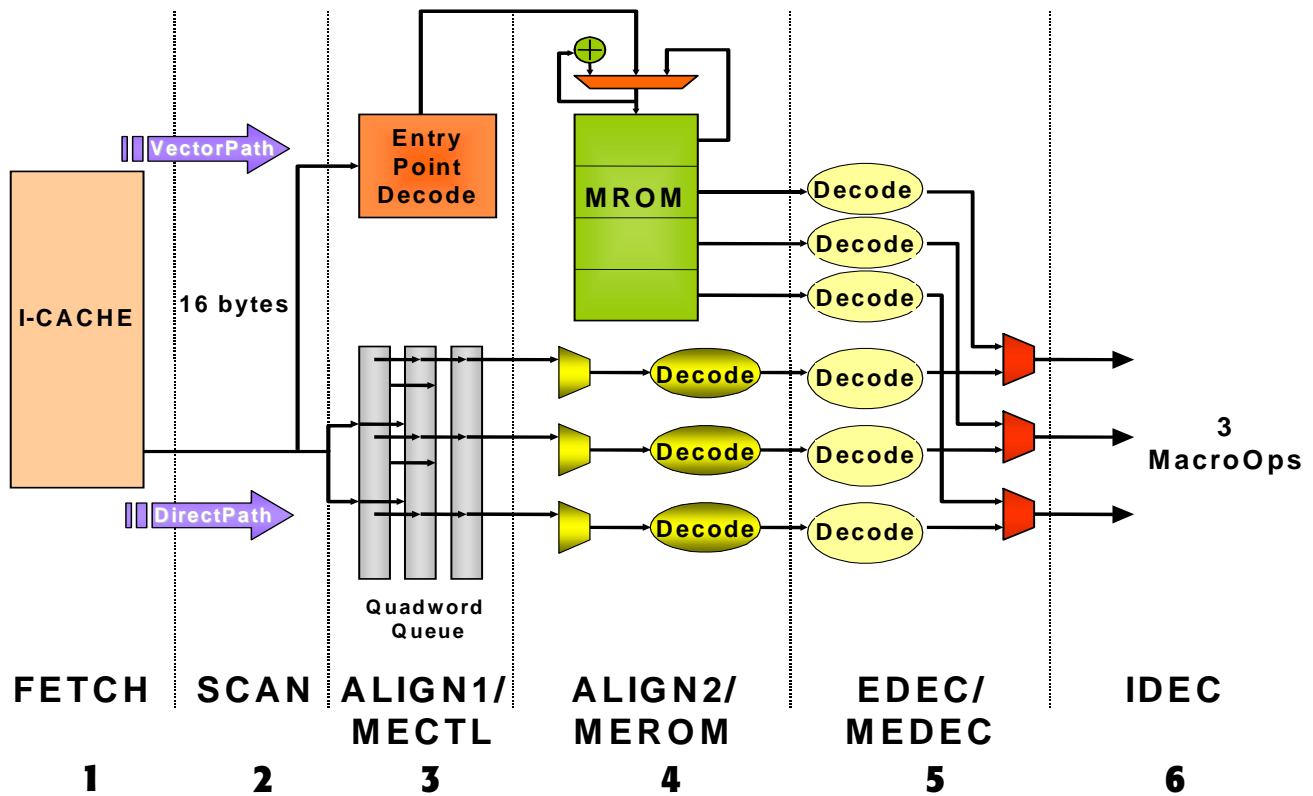 VectorPath
Entry
Point
Decode
MROM
Decode
Decode
Decode
I-CACHE
16 bytes
Decode
Decode
Decode
Decode
Decode
Decode
3
MacroOps
DirectPath
Quadword
Queue
FETCH
SCAN
ALIGN1/
MECTL
ALIGN2/
MEROM
EDEC/
MEDEC
IDEC
1
2
3
4
5
6